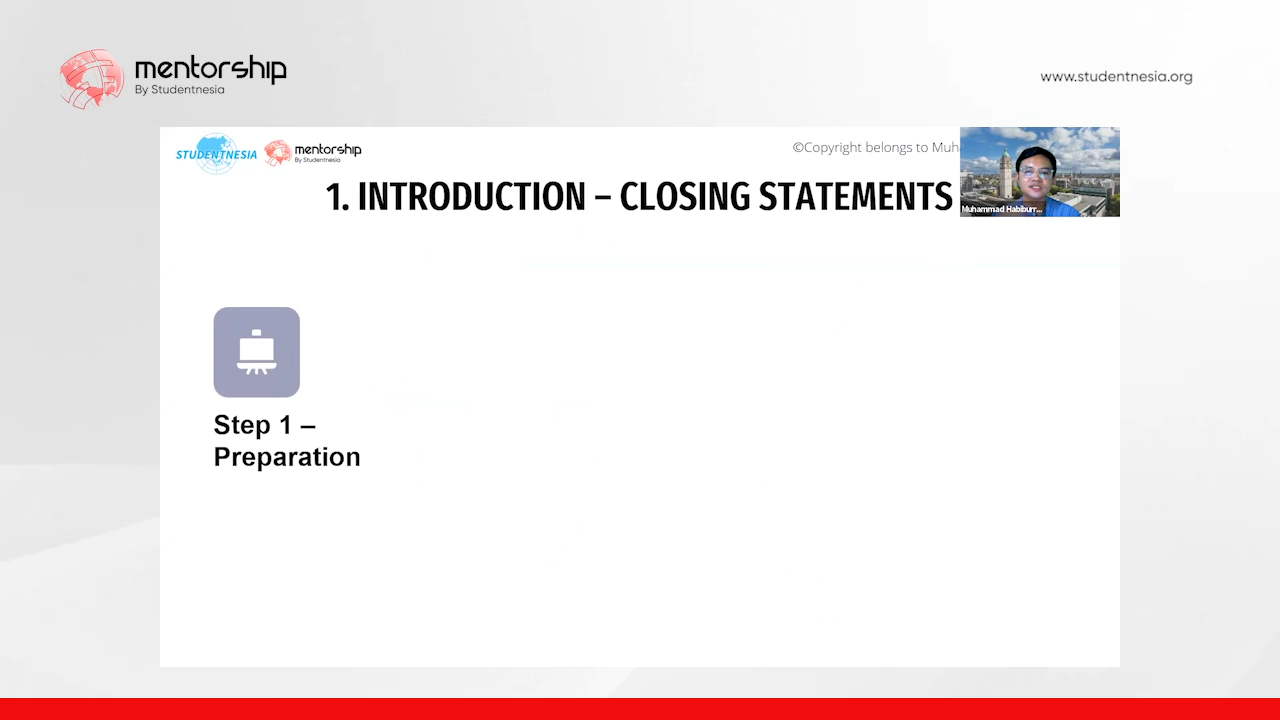 mentorship
By Studentnesia
www.studentnesia.org
STUDENTNESIA
mentorship
By Studentnesia
©Copyright belongs to
1. INTRODUCTION – CLOSING STATEMENTS
Muhammad Habiburr...
Step 1 –
Preparation